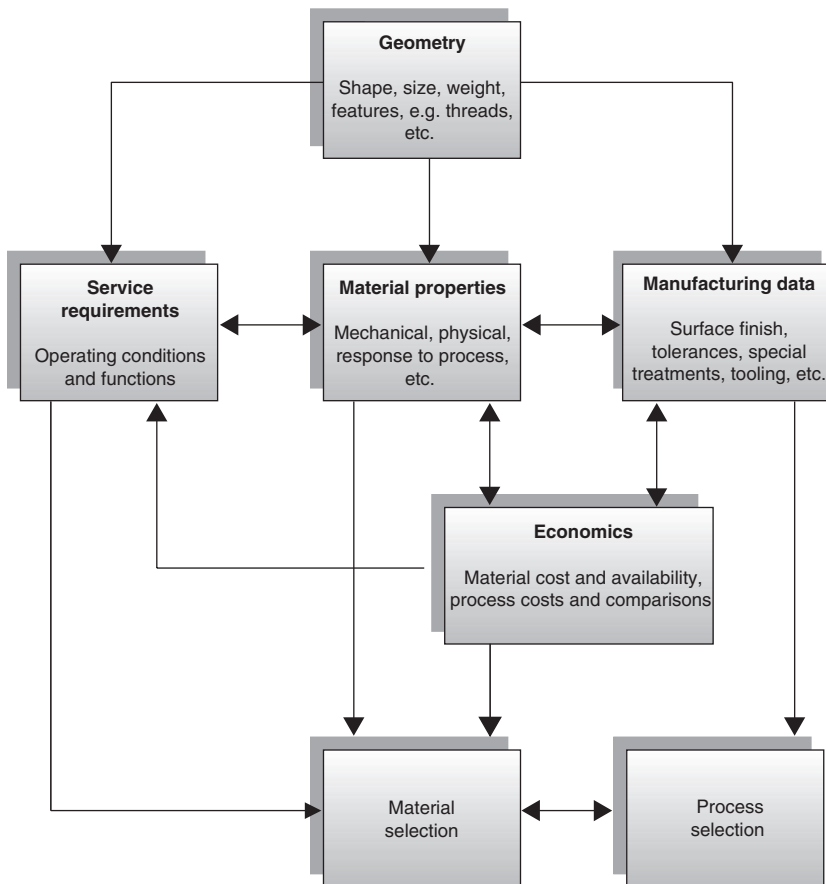 Geometry
Shape, size, weight,
features, e.g. threads,
etc.
Service
requirements
Operating conditions
and functions
Material properties
Mechanical, physical,
response to process,
etc.
Manufacturing data
Surface finish,
tolerances, special
treatments, tooling, etc.
Economics
Material cost and availability,
process costs and comparisons
Material
selection
Process
selection